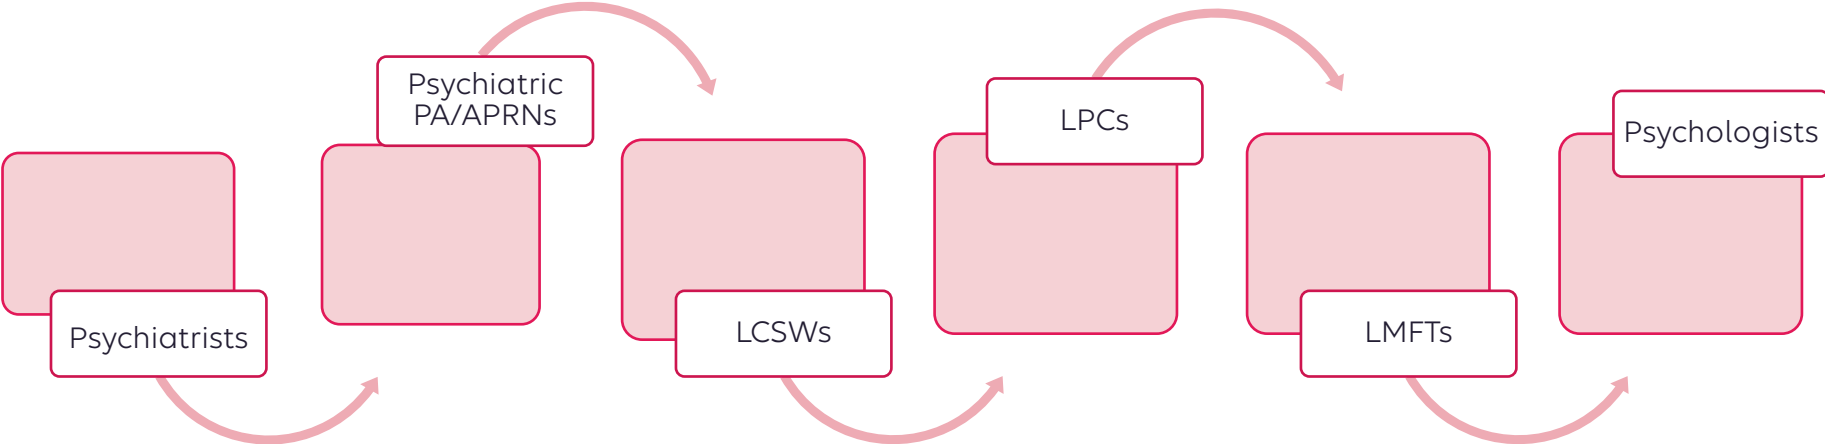 Psychiatrists
Psychiatric
PA/APRNs
LCSWs
LPCs
LMFTs
Psychologists